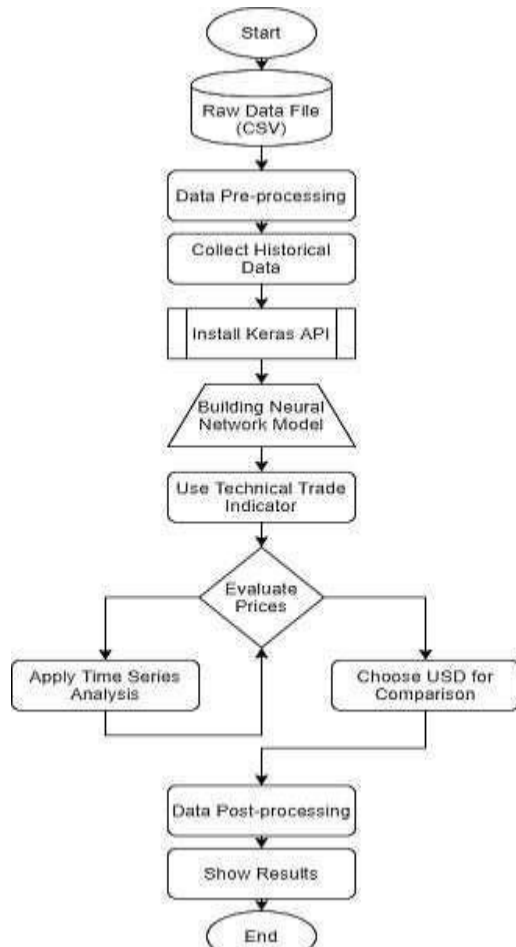 Start
Raw Data File
(CSV)
Data Pre-processing
Collect Historical
Data
Install Keras API
Building Neural
Network Model
Use Technical Trade
Indicator
Evaluate
Prices
Apply Time Series
Analysis
Choose USD for
Comparison
Data Post-processing
Show Results
End